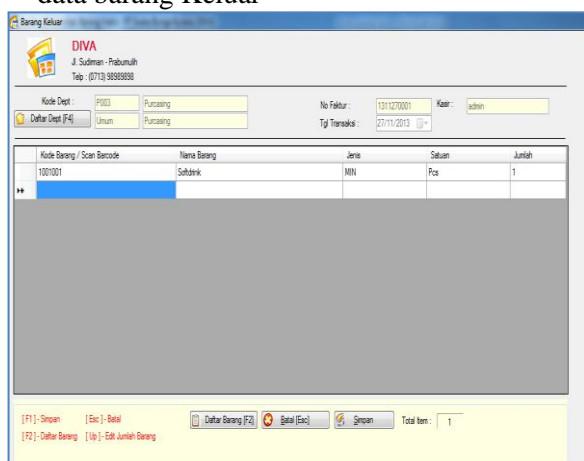 data barang Keluar
Barang Keluar
DIVA
Jl. Sudirman - Prabumulih
Telp : (0713) 98989898
Kode Dept : P003 Purcasing No Faktur : 1311270001 Kasir : admin
Daftar Dept [F4] Umum Purcasing Tgl Transaksi : 27/11/2013
Kode Barang / Scan Barcode Nama Barang Jenis Satuan Jumlah
1001001 Softdrink MIN Pcs 1
[ F1 ] - Simpan [ Esc ] - Batal Daftar Barang [F2] Batal [Esc] Simpan Total Item : 1
[ F2 ] - Daftar Barang [ Up ] - Edit Jumlah Barang